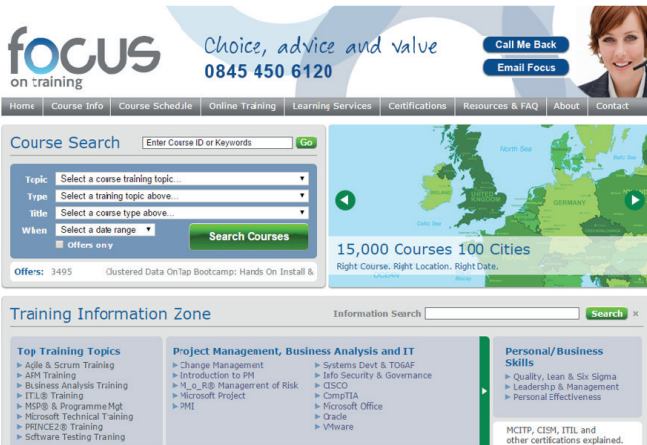 focus
on training
Choice, advice and value
0845 450 6120
Call Me Back
Email Focus
Home Course Info Course Schedule Online Training Learning Services Certifications Resources & FAQ About Contact
Course Search Enter Course ID or Keywords Go
Topic Select a course training topic...
Type Select a training topic above...
Title Select a course type above...
When Select a date range
Offers only
Search Courses
Offers: 3495 Clustered Data OnTap Bootcamp: Hands On Install &
North Sea
Baltic Sea
IRELAND
UNITED KINGDOM
GERMANY
Celtic Sea
15,000 Courses 100 Cities
Right Course. Right Location. Right Date.
Training Information Zone
Information Search Search ×
Top Training Topics
Agile & Scrum Training
APM Training
Business Analysis Training
ITIL® Training
MSP® & Programme Mgt
Microsoft Technical Training
PRINCE2® Training
Software Testing Training
Project Management, Business Analysis and IT
Change Management
Introduction to PM
M_o_R® Management of Risk
Microsoft Project
PMI
Systems Devt & TOGAF
Info Security & Governance
CISCO
CompTIA
Microsoft Office
Oracle
VMware
Personal/Business
Skills
Quality, Lean & Six Sigma
Leadership & Management
Personal Effectiveness
MCITP, CISM, ITIL and
other certifications explained.